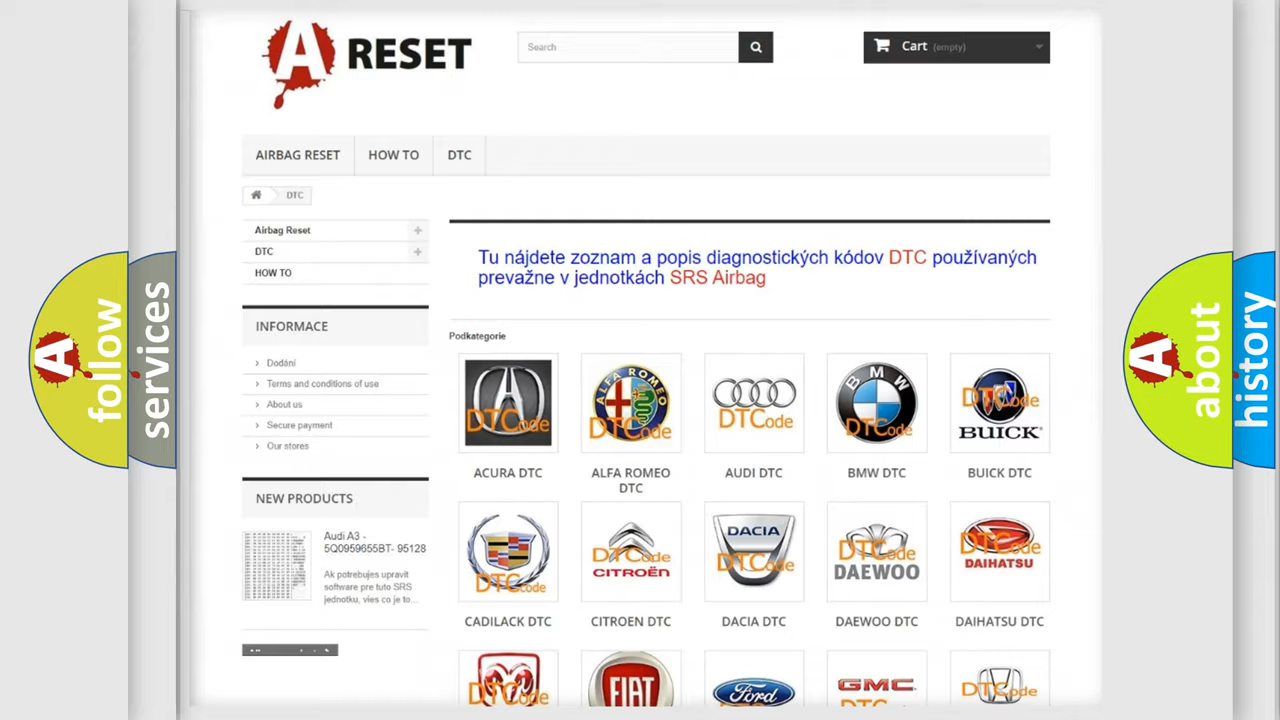 A RESET
Search
Cart (empty)
AIRBAG RESET
HOW TO
DTC
DTC
Airbag Reset
DTC
HOW TO
INFORMACE
Dodání
Terms and conditions of use
About us
Secure payment
Our stores
NEW PRODUCTS
Audi A3 -
5Q0959655BT- 95128
Ak potrebujes upravit
software pre tuto SRS
jednotku, vies co je to...
Tu nájdete zoznam a popis diagnostických kódov DTC používaných
prevažne v jednotkách SRS Airbag
Podkategorie
DTCode
ALFA ROMEO
DTCode
DTCode
BMW
DTCode
DTCode
BUICK
ACURA DTC
ALFA ROMEO
DTC
AUDI DTC
BMW DTC
BUICK DTC
DTCode
DTCode
CITROËN
DACIA
DTCode
DTCode
DAEWOO
DTCode
DAIHATSU
CADILACK DTC
CITROEN DTC
DACIA DTC
DAEWOO DTC
DAIHATSU DTC
DTCode
FIAT
Ford
GMC
DTCode
A follow
services
A about
history